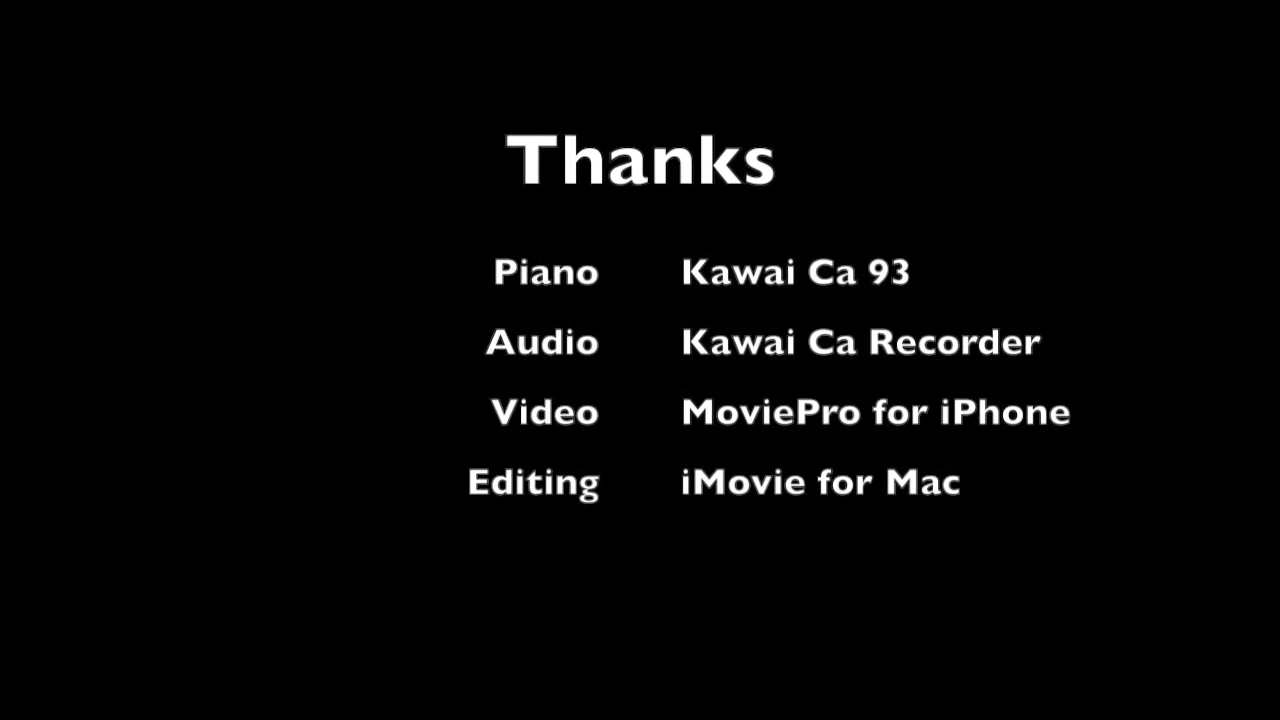 Thanks
Piano Kawai Ca 93
Audio Kawai Ca Recorder
Video MoviePro for iPhone
Editing iMovie for Mac